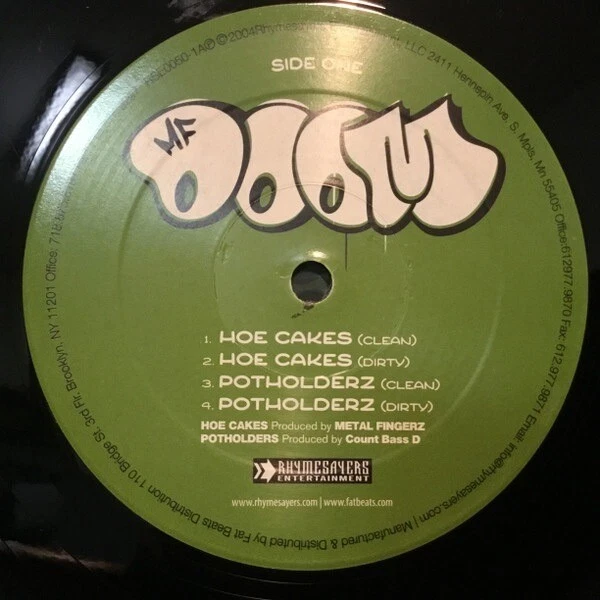 SIDE ONE
MF
DOOM
1. HOE CAKES (CLEAN)
2. HOE CAKES (DIRTY)
3. POTHOLDERZ (CLEAN)
4. POTHOLDERZ (DIRTY)
HOE CAKES Produced by METAL FINGERZ
POTHOLDERS Produced by Count Bass D
RHYMESAYERS
ENTERTAINMENT
www.rhymesayers.com | www.fatbeats.com
℗ © 2004 Rhymesayers LLC 2411 Hennepin Ave. S. Mpls, Mn 55405 Office:612.977.9870 Fax: 612.977.9871 Email: info@rhymesayers.com | Manufactured & Distributed by Fat Beats Distribution 110 Bridge St. 3rd Flr. Brooklyn, NY 11201 Office: 718.